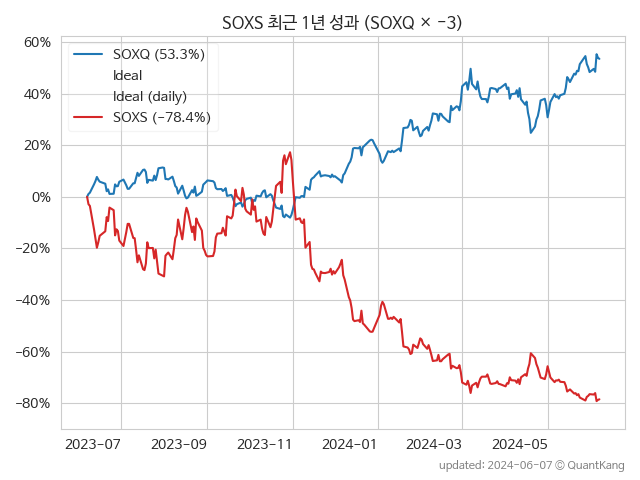 SOXS 최근 1년 성과 (SOXQ × −3)
60%
40%
20%
0%
−20%
−40%
−60%
−80%
SOXQ (53.3%)
Ideal
Ideal (daily)
SOXS (−78.4%)
2023-07
2023-09
2023-11
2024-01
2024-03
2024-05
updated: 2024-06-07 © QuantKang